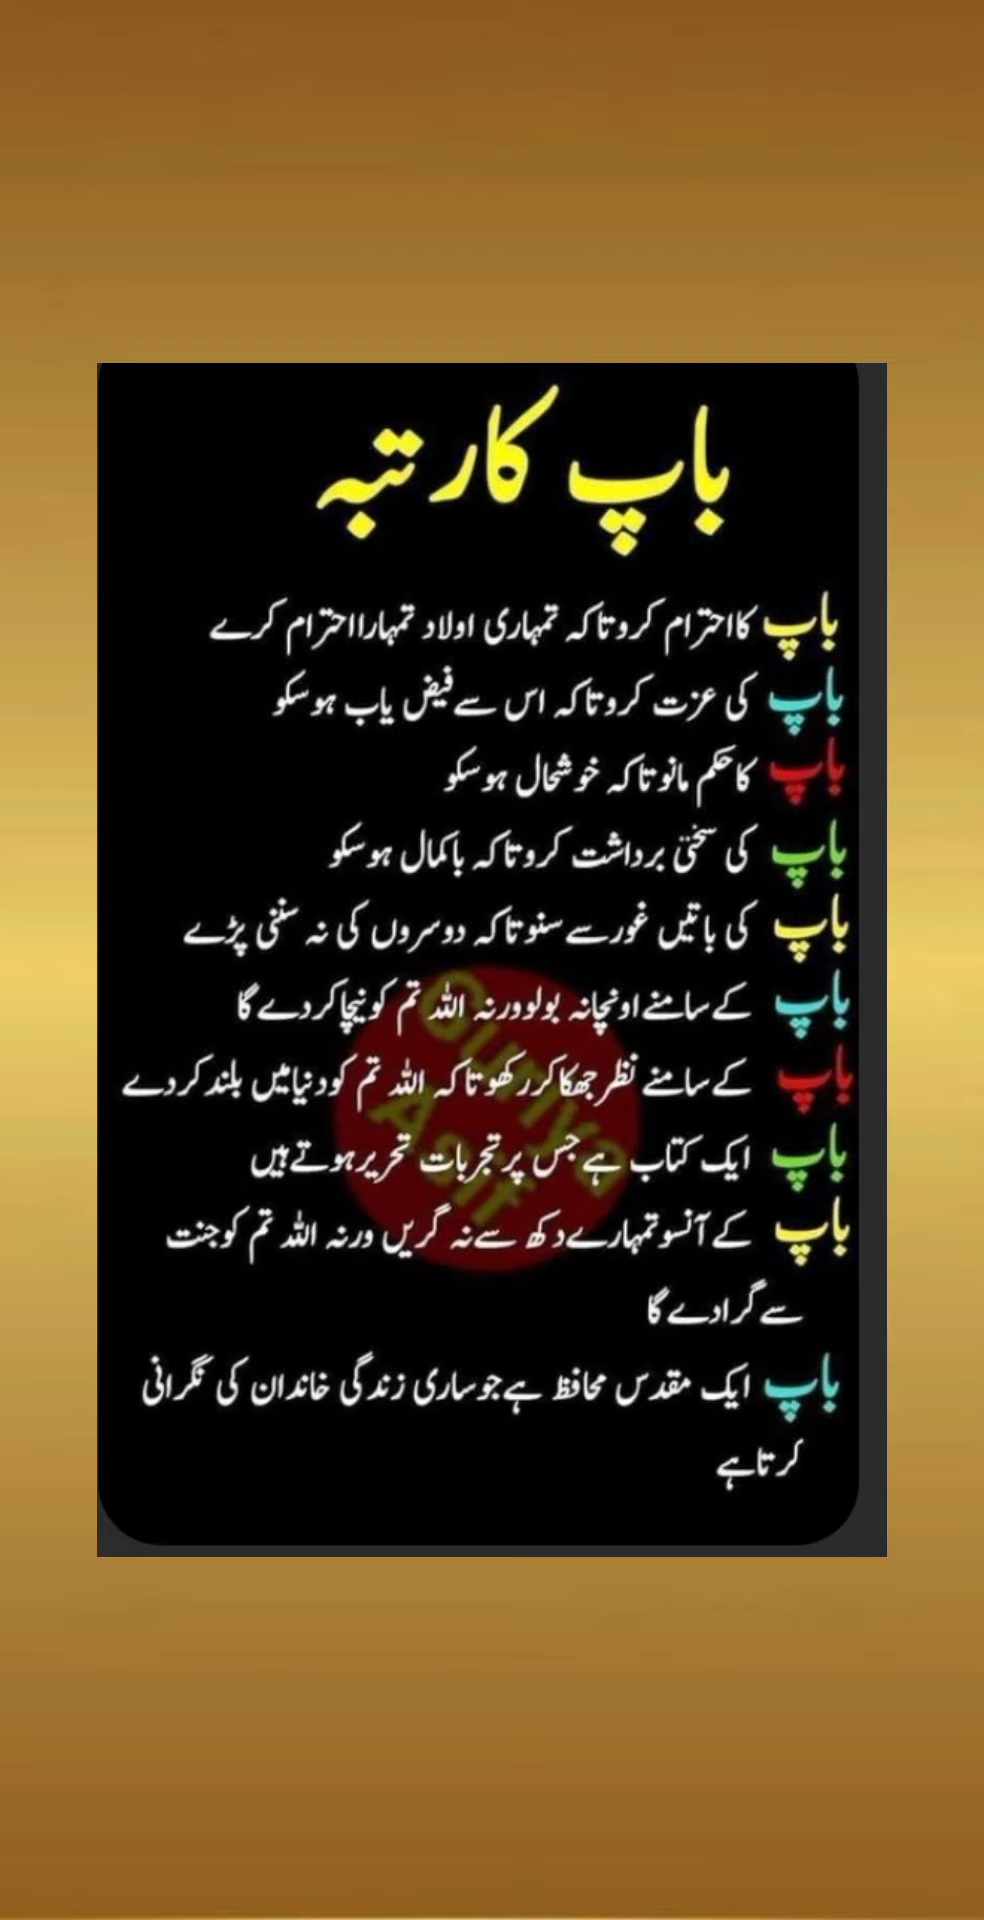 باپ کا رتبہ
باپ کا احترام کرو تاکہ تمہاری اولاد تمہارا احترام کرے
باپ کی عزت کرو تاکہ اس سے فیض یاب ہو سکو
باپ کا حکم مانو تاکہ خوشحال ہو سکو
باپ کی سختی برداشت کرو تاکہ باکمال ہو سکو
باپ کی باتیں غور سے سنو تاکہ دوسروں کی نہ سننی پڑے
باپ کے سامنے اونچا نہ بولو ورنہ اللہ تم کو نیچا کر دے گا
باپ کے سامنے نظر جھکا کر رکھو تاکہ اللہ تم کو دنیا میں بلند کر دے
باپ ایک کتاب ہے جس پر تجربات تحریر ہوتے ہیں
باپ کے آنسو تمہارے دکھ سے نہ گریں ورنہ اللہ تم کو جنت
سے گرا دے گا
باپ ایک مقدس محافظ ہے جو ساری زندگی خاندان کی نگرانی
کرتا ہے
Guriya
Asif